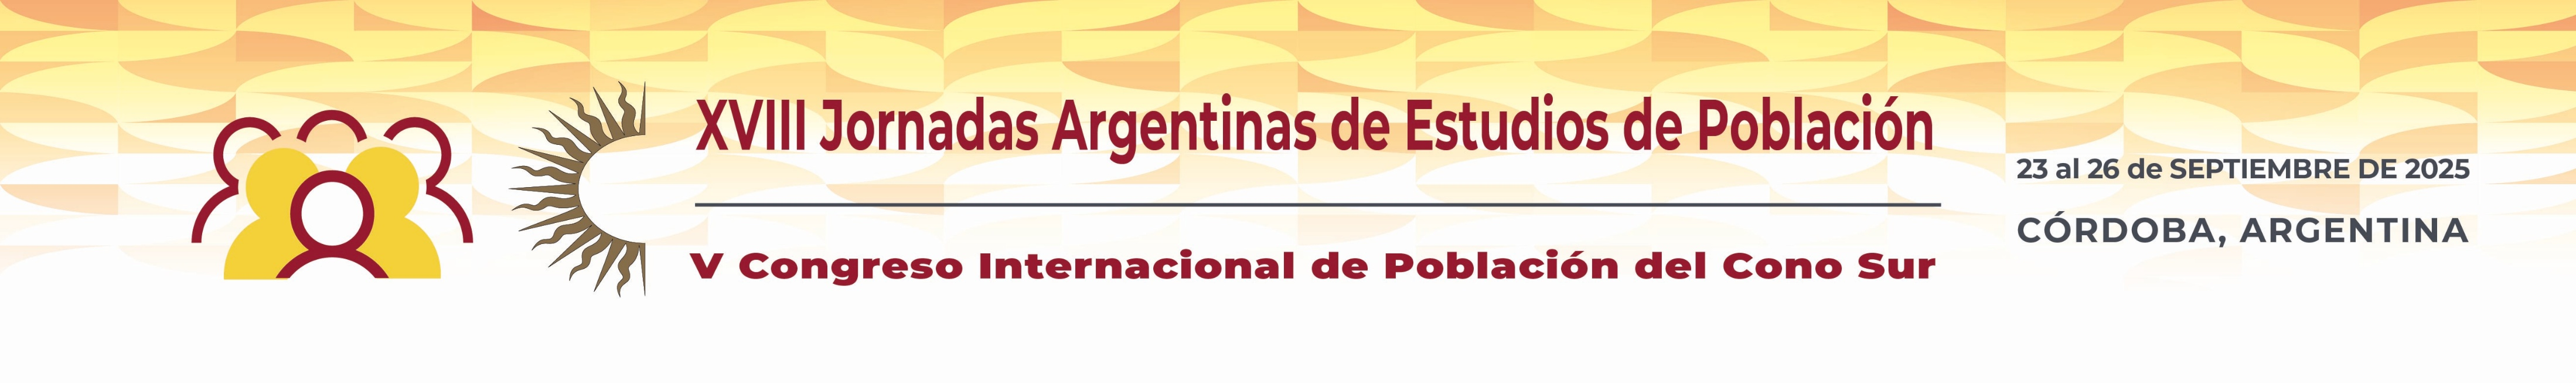 XVIII Jornadas Argentinas de Estudios de Población
V Congreso Internacional de Población del Cono Sur
23 al 26 de SEPTIEMBRE DE 2025
CÓRDOBA, ARGENTINA